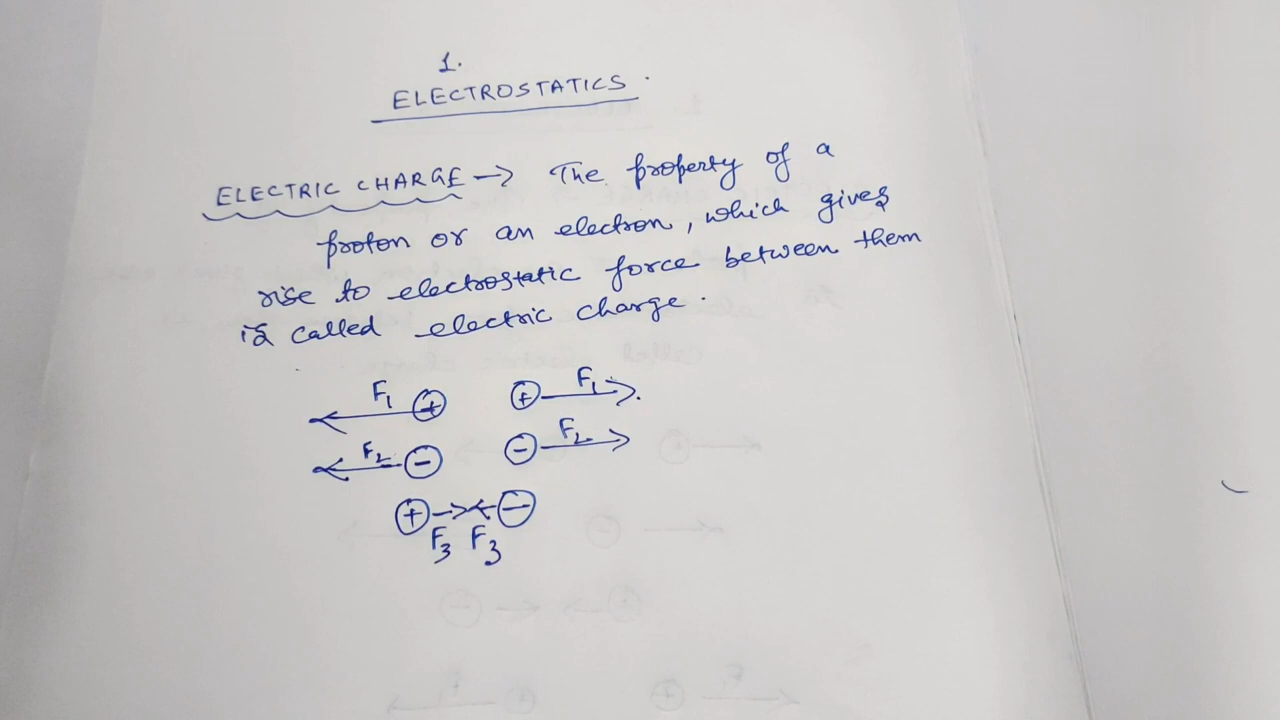 1.
ELECTROSTATICS.
ELECTRIC CHARGE → The property of a
proton or an electron, which gives
rise to electrostatic force between them
is called electric charge.
F₁ + + F₁
F₂ − − F₂
+ −
F₃ F₃